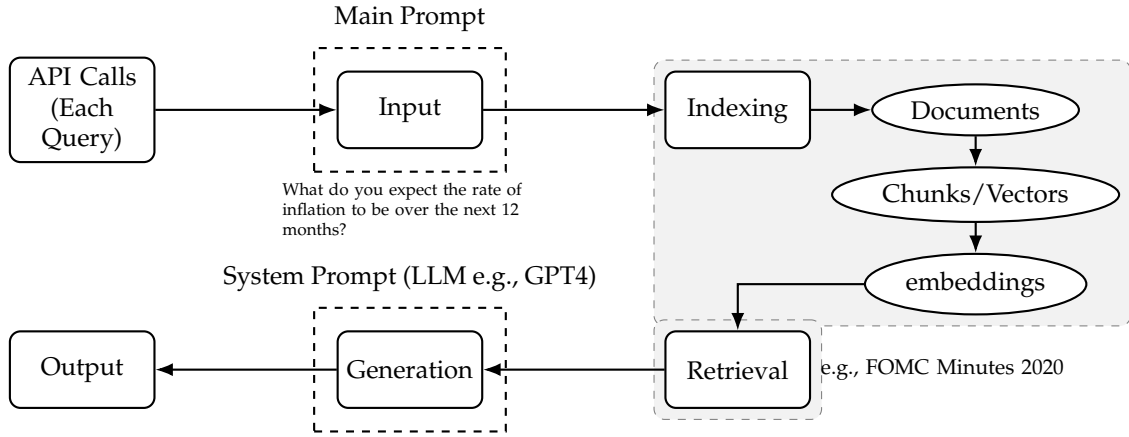 Main Prompt
API Calls
(Each
Query)
Input
Indexing
Documents
What do you expect the rate of
inflation to be over the next 12
months?
Chunks/Vectors
System Prompt (LLM e.g., GPT4)
embeddings
Output
Generation
Retrieval
e.g., FOMC Minutes 2020